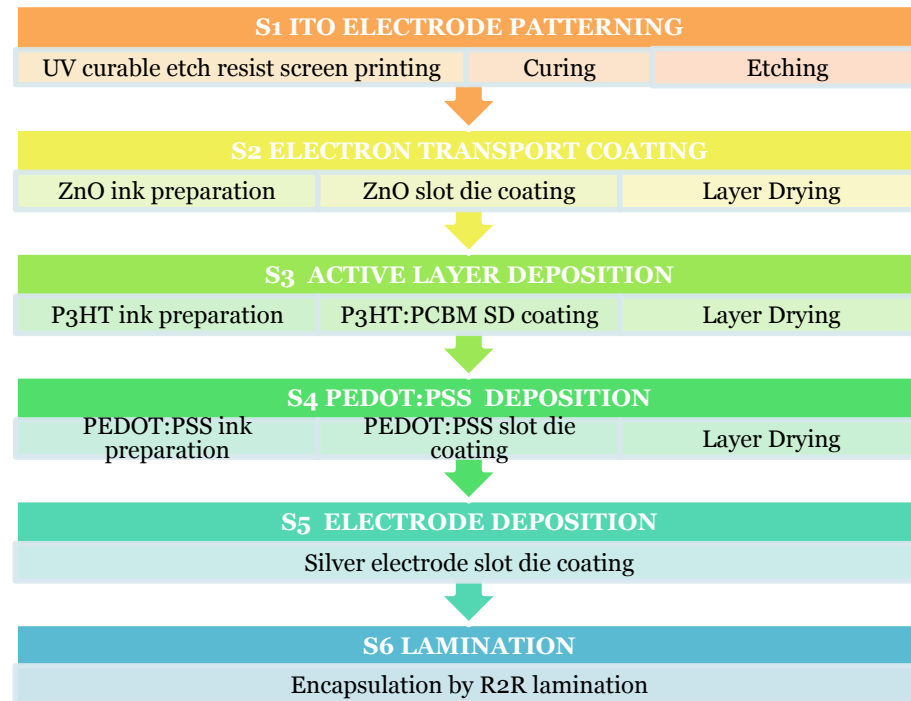 S1 ITO ELECTRODE PATTERNING
UV curable etch resist screen printing
Curing
Etching
S2 ELECTRON TRANSPORT COATING
ZnO ink preparation
ZnO slot die coating
Layer Drying
S3 ACTIVE LAYER DEPOSITION
P3HT ink preparation
P3HT:PCBM SD coating
Layer Drying
S4 PEDOT:PSS DEPOSITION
PEDOT:PSS ink
preparation
PEDOT:PSS slot die
coating
Layer Drying
S5 ELECTRODE DEPOSITION
Silver electrode slot die coating
S6 LAMINATION
Encapsulation by R2R lamination